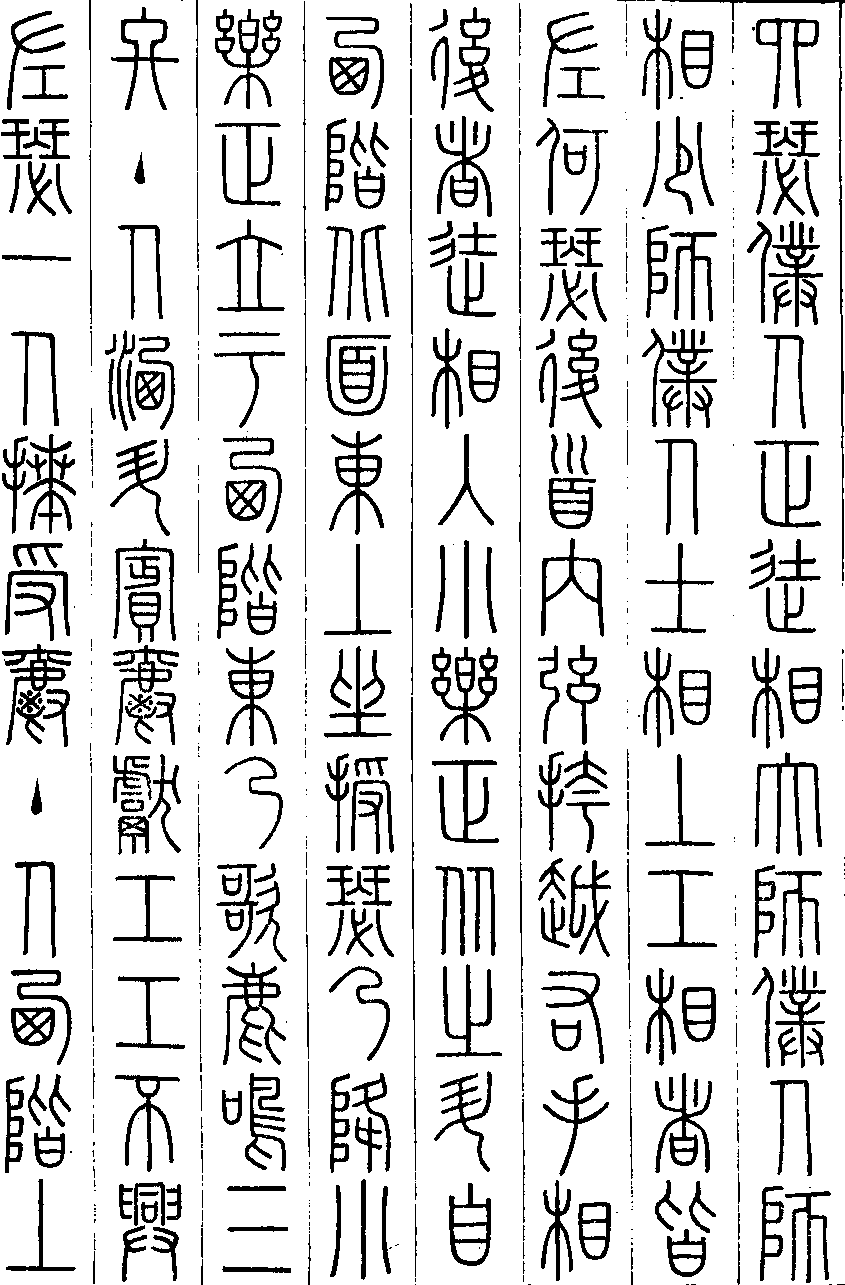 四瑟僕人正徒相大師僕人師
相少師僕人士相上工相者皆
左何瑟後首內弦挎越右手相
後者徒相入小樂正从之升自
西階北面東上坐授瑟乃降小
樂正立于西階東乃歌鹿鳴三
終主人洗升實爵獻工工不興
左瑟一人拜受爵主人西階上